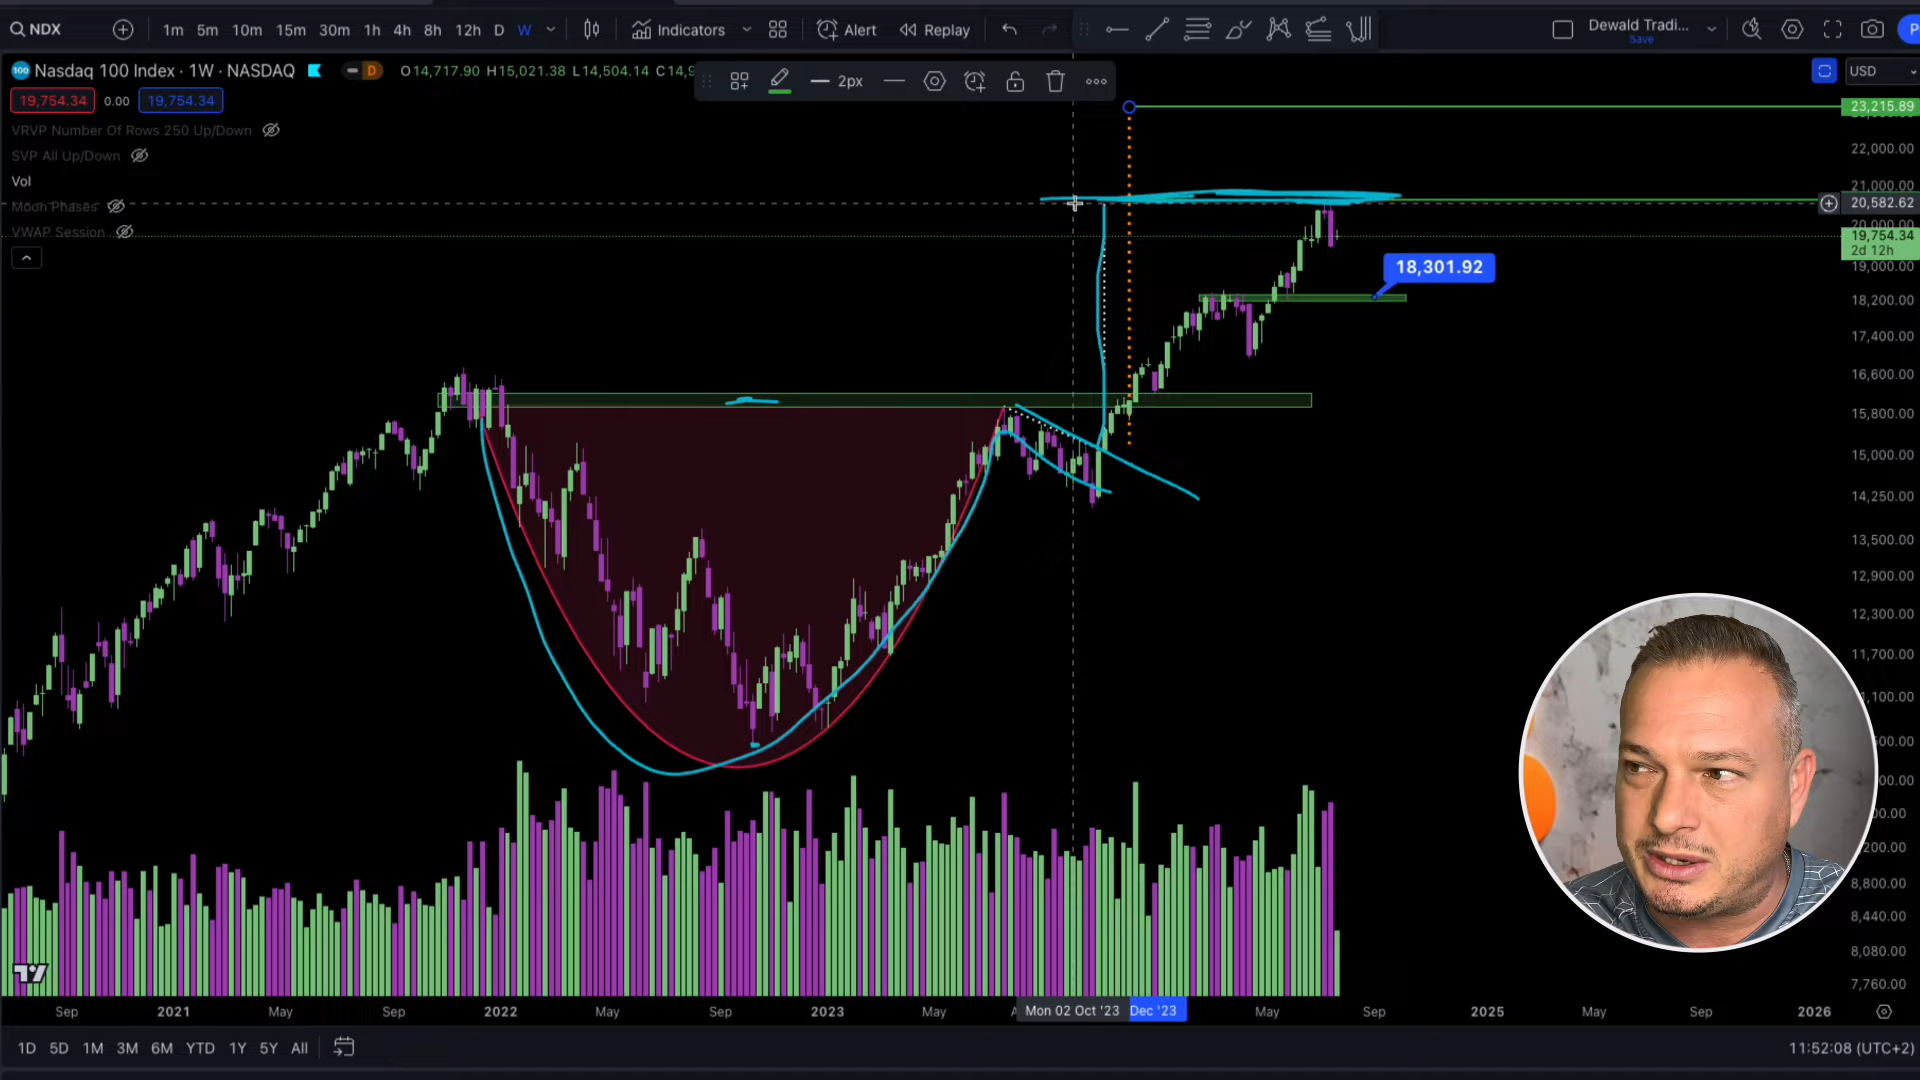 NDX 1m 5m 10m 15m 30m 1h 4h 8h 12h D W Indicators Alert Replay Dewald Tradi...
Save
100 Nasdaq 100 Index · 1W · NASDAQ D O14,717.90 H15,021.38 L14,504.14 2px USD
19,754.34 0.00 19,754.34
VRVP Number Of Rows 250 Up/Down
SVP All Up/Down
Vol
Moon Phases
VWAP Session
23,215.89
22,000.00
21,000.00
20,582.62
20,000.00
19,754.34
2d 12h
19,000.00
18,301.92
18,200.00
17,400.00
16,600.00
15,800.00
15,000.00
14,250.00
13,500.00
12,900.00
12,300.00
11,700.00
8,800.00
8,440.00
8,080.00
7,760.00
Sep 2021 May Sep 2022 May Sep 2023 May Mon 02 Oct '23 Dec '23 May Sep 2025 May Sep 2026
1D 5D 1M 3M 6M YTD 1Y 5Y All 11:52:08 (UTC+2)